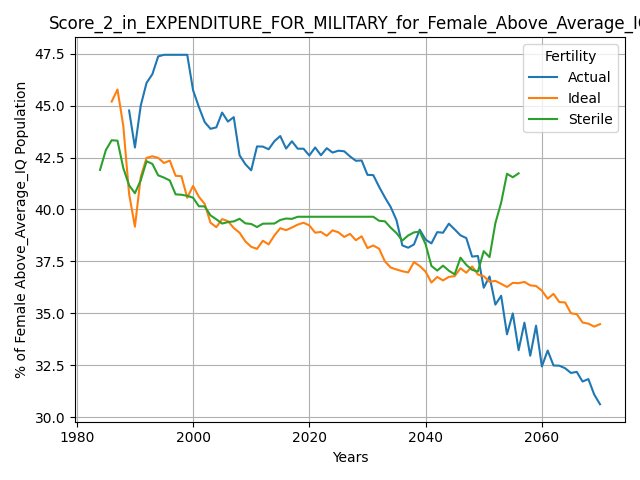 Score_2_in_EXPENDITURE_FOR_MILITARY_for_Female_Above_Average_IQ
Fertility
Actual
Ideal
Sterile
% of Female Above_Average_IQ Population
47.5
45.0
42.5
40.0
37.5
35.0
32.5
30.0
1980
2000
2020
2040
2060
Years